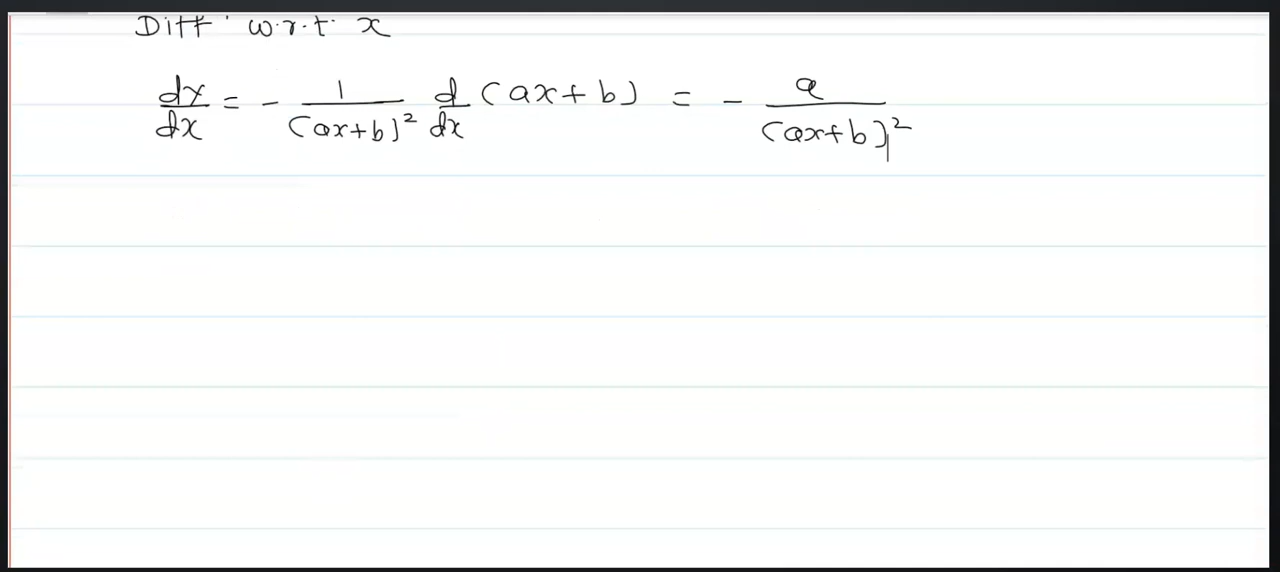 Diff. w.r.t. x
dy/dx = - 1/(ax+b)² d/dx (ax+b) = - a/(ax+b)²